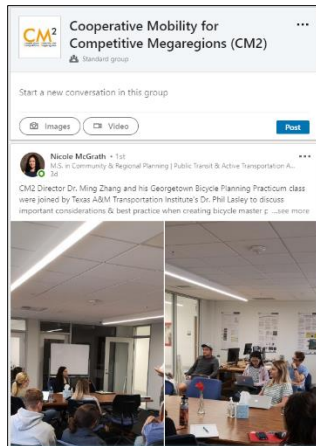 CM²
Cooperative Mobility for
Competitive Megaregions (CM2)
Standard group
Start a new conversation in this group
Images
Video
Post
Nicole McGrath • 1st
M.S. in Community & Regional Planning | Public Transit & Active Transportation A...
3d
CM2 Director Dr. Ming Zhang and his Georgetown Bicycle Planning Practicum class
were joined by Texas A&M Transportation Institute's Dr. Phil Lasley to discuss
important considerations & best practice when creating bicycle master p ...see more